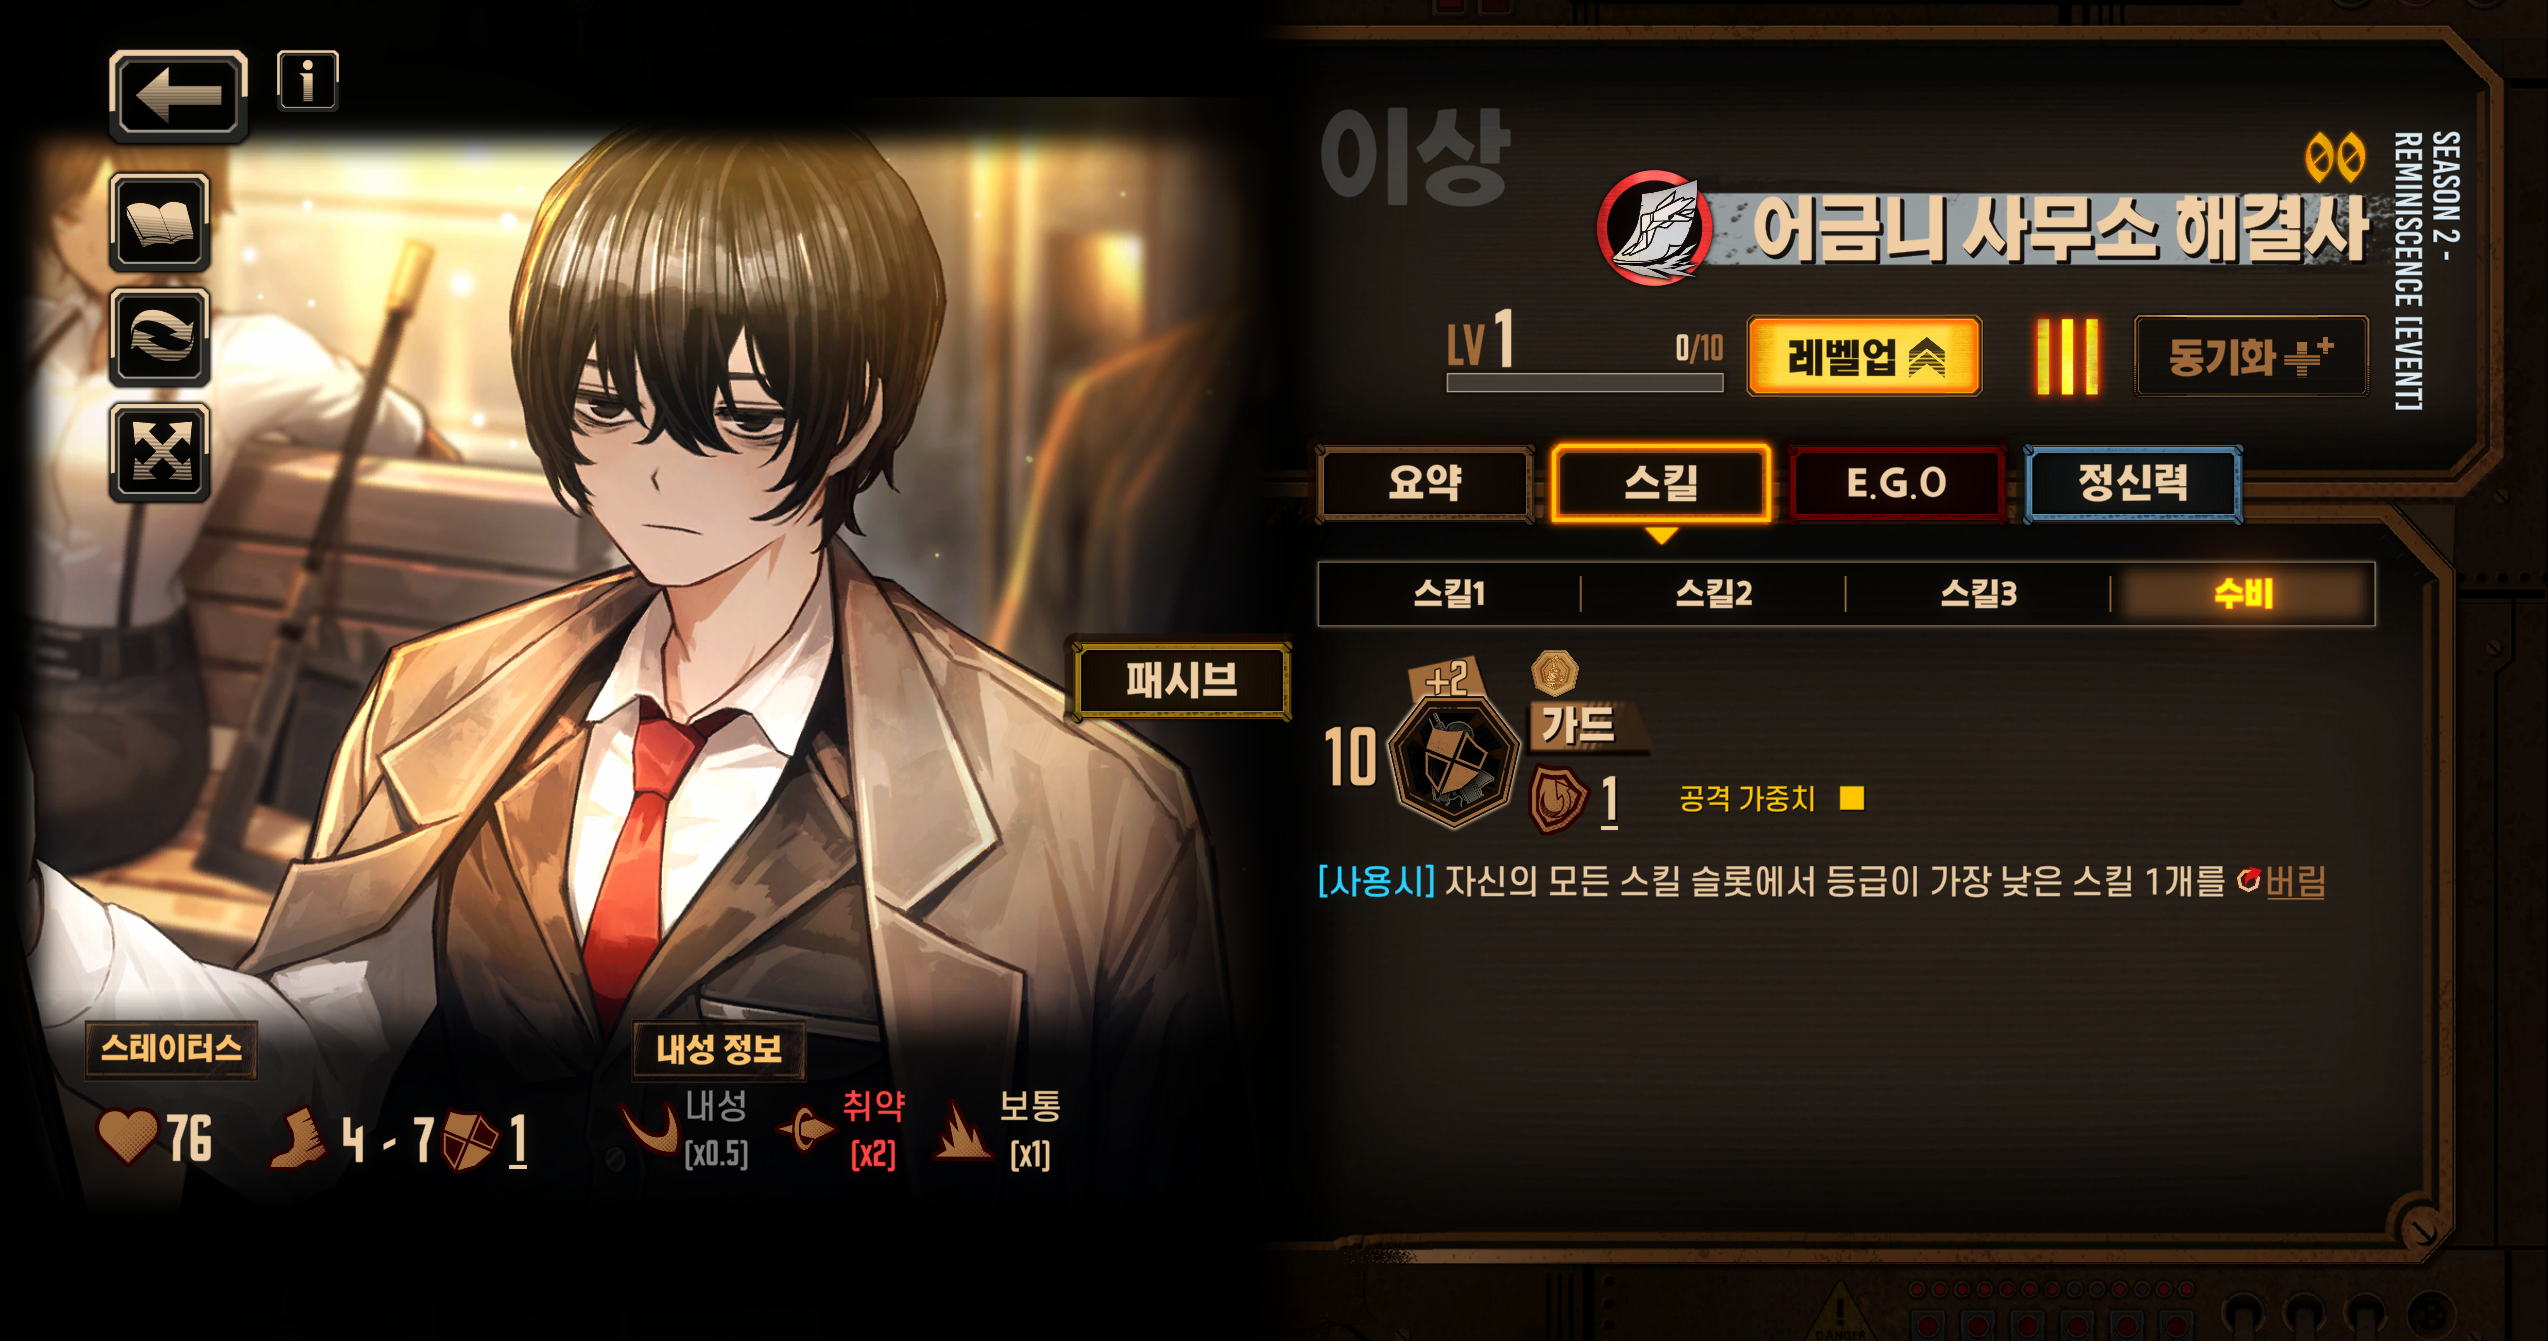 이상
어금니 사무소 해결사
SEASON 2 -
REMINISCENCE [EVENT]
LV 1
0/10
레벨업
동기화
요약
스킬
E.G.O
정신력
스킬1
스킬2
스킬3
수비
패시브
+2
10
가드
1
공격 가중치
[사용시] 자신의 모든 스킬 슬롯에서 등급이 가장 낮은 스킬 1개를 버림
스테이터스
76
4 - 7
1
내성 정보
내성
[x0.5]
취약
[x2]
보통
[x1]
DANGER